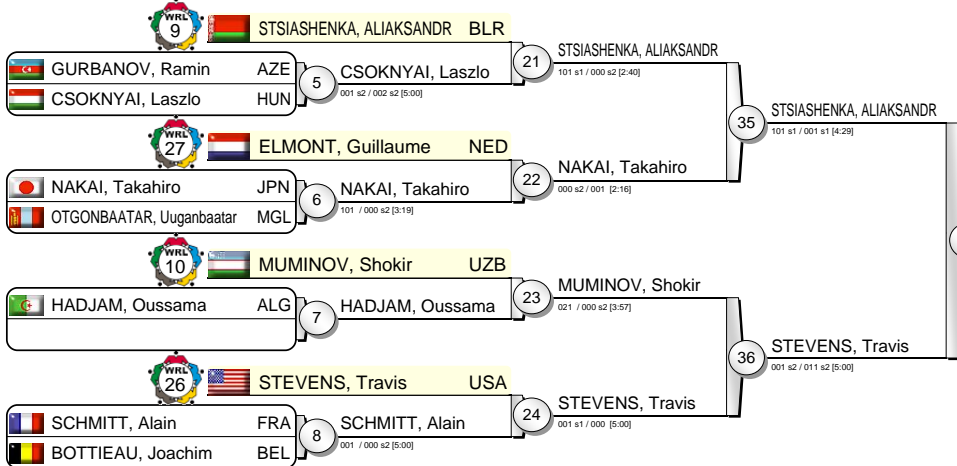 WRL
9
STSIASHENKA, ALIAKSANDR BLR
GURBANOV, Ramin AZE
CSOKNYAI, Laszlo HUN
5
CSOKNYAI, Laszlo
001 s2 / 002 s2 [5:00]
21
STSIASHENKA, ALIAKSANDR
101 s1 / 000 s2 [2:40]
WRL
27
ELMONT, Guillaume NED
NAKAI, Takahiro JPN
OTGONBAATAR, Uuganbaatar MGL
6
NAKAI, Takahiro
101 / 000 s2 [3:19]
22
NAKAI, Takahiro
000 s2 / 001 [2:16]
35
STSIASHENKA, ALIAKSANDR
101 s1 / 001 s1 [4:29]
WRL
10
MUMINOV, Shokir UZB
HADJAM, Oussama ALG
7
HADJAM, Oussama
23
MUMINOV, Shokir
021 / 000 s2 [3:57]
WRL
26
STEVENS, Travis USA
SCHMITT, Alain FRA
BOTTIEAU, Joachim BEL
8
SCHMITT, Alain
001 / 000 s2 [5:00]
24
STEVENS, Travis
001 s1 / 000 [5:00]
36
STEVENS, Travis
001 s2 / 011 s2 [5:00]